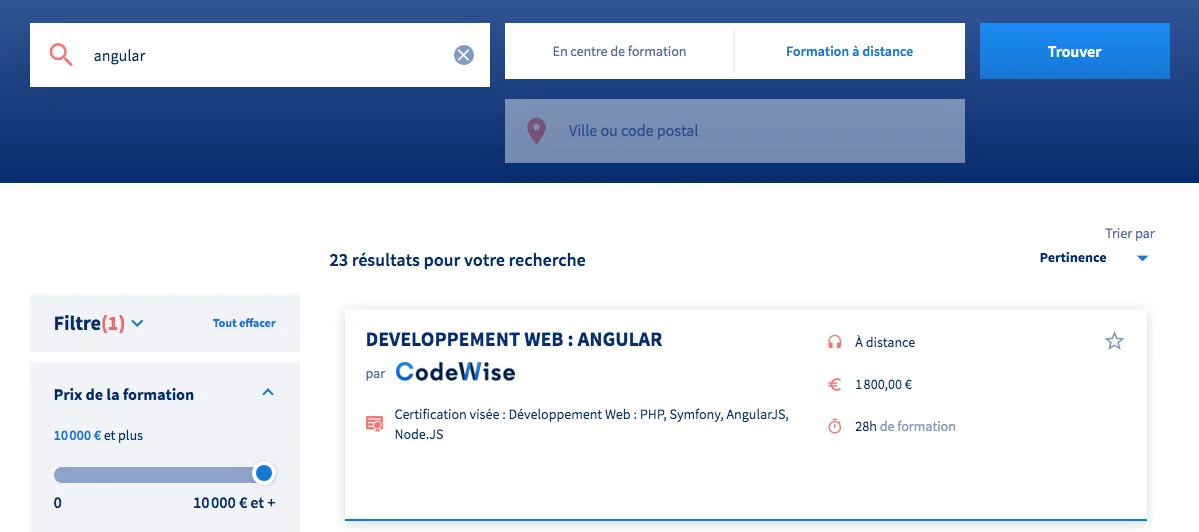 angular
En centre de formation
Formation à distance
Trouver
Ville ou code postal
Trier par
23 résultats pour votre recherche
Pertinence
Filtre(1)
Tout effacer
DEVELOPPEMENT WEB : ANGULAR
À distance
par CodeWise
1 800,00 €
Prix de la formation
Certification visée : Développement Web : PHP, Symfony, AngularJS,
Node.JS
28h de formation
10 000 € et plus
0
10 000 € et +